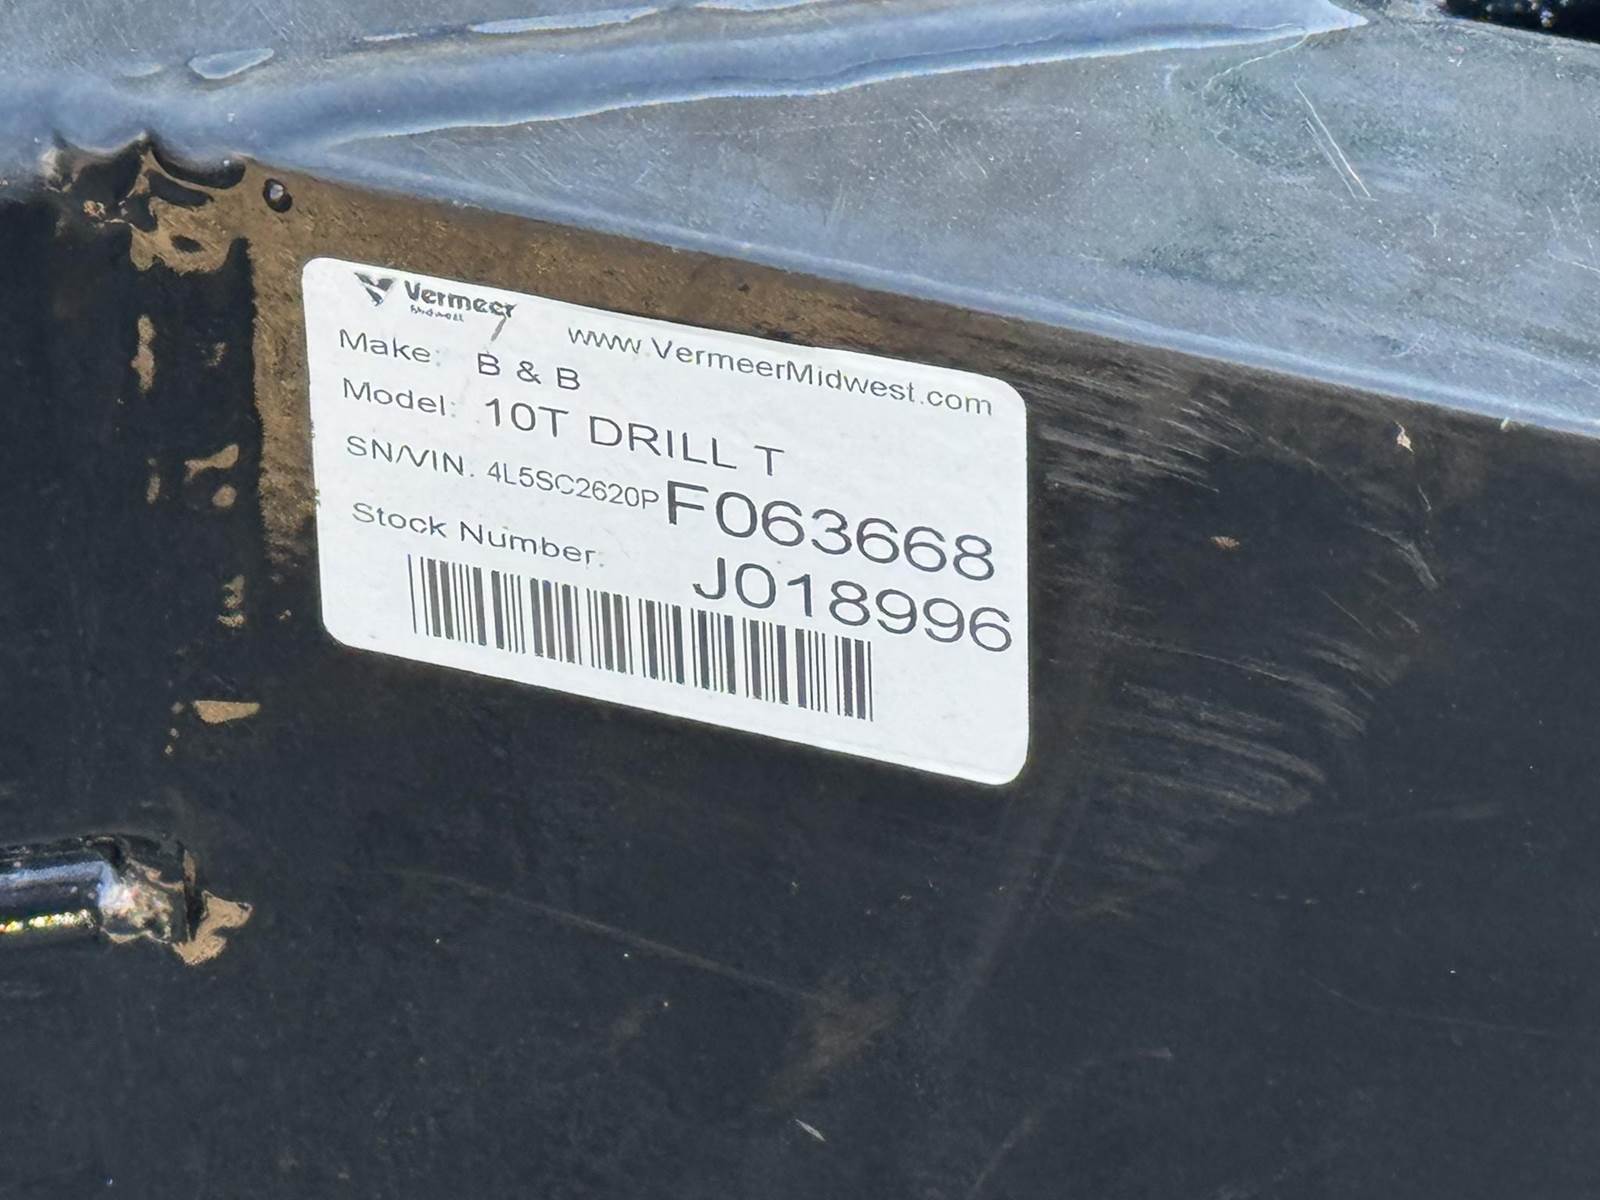 Vermeer
www.VermeerMidwest.com
Make: B & B
Model: 10T DRILL T
SN/VIN. 4L5SC2620PF063668
Stock Number: J018996